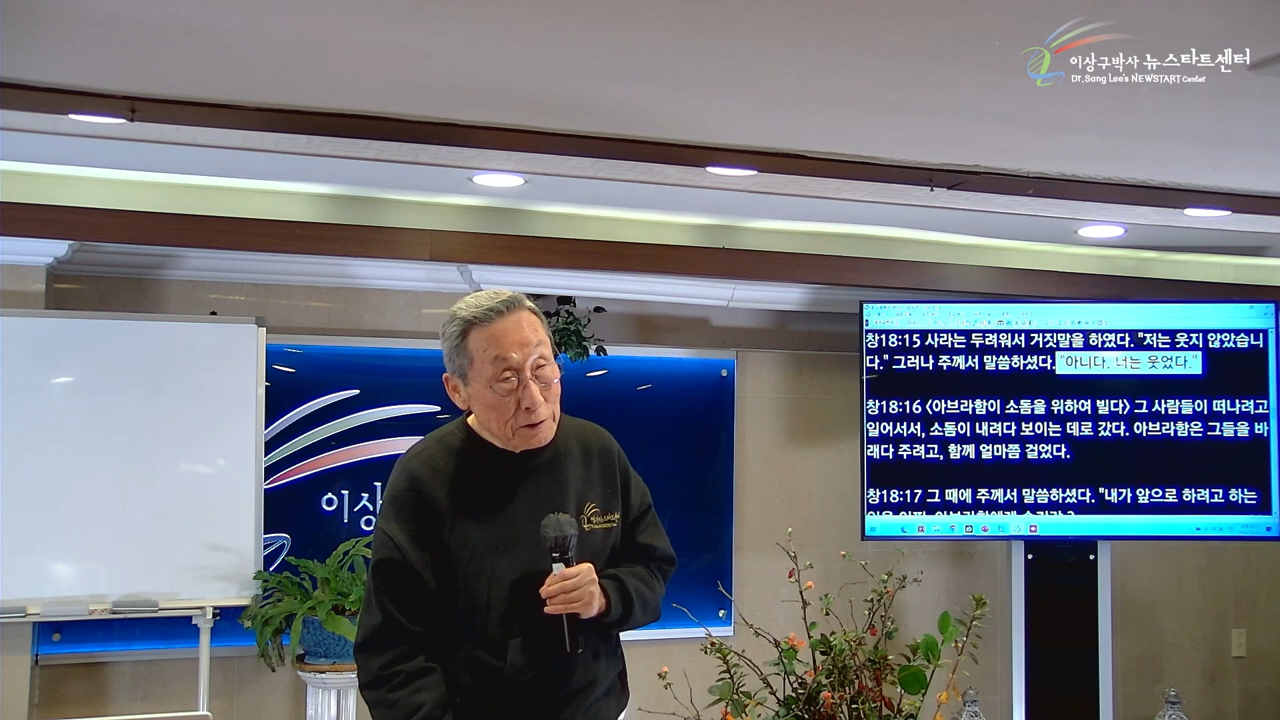 이상구박사 뉴스타트센터
Dr. Sang Lee's NEWSTART Center
창18:15 사라는 두려워서 거짓말을 하였다. "저는 웃지 않았습니
다." 그러나 주께서 말씀하셨다. "아니다. 너는 웃었다."
창18:16 <아브라함이 소돔을 위하여 빌다> 그 사람들이 떠나려고
일어서서, 소돔이 내려다 보이는 데로 갔다. 아브라함은 그들을 바
래다 주려고, 함께 얼마쯤 걸었다.
창18:17 그 때에 주께서 말씀하셨다. "내가 앞으로 하려고 하는
이상